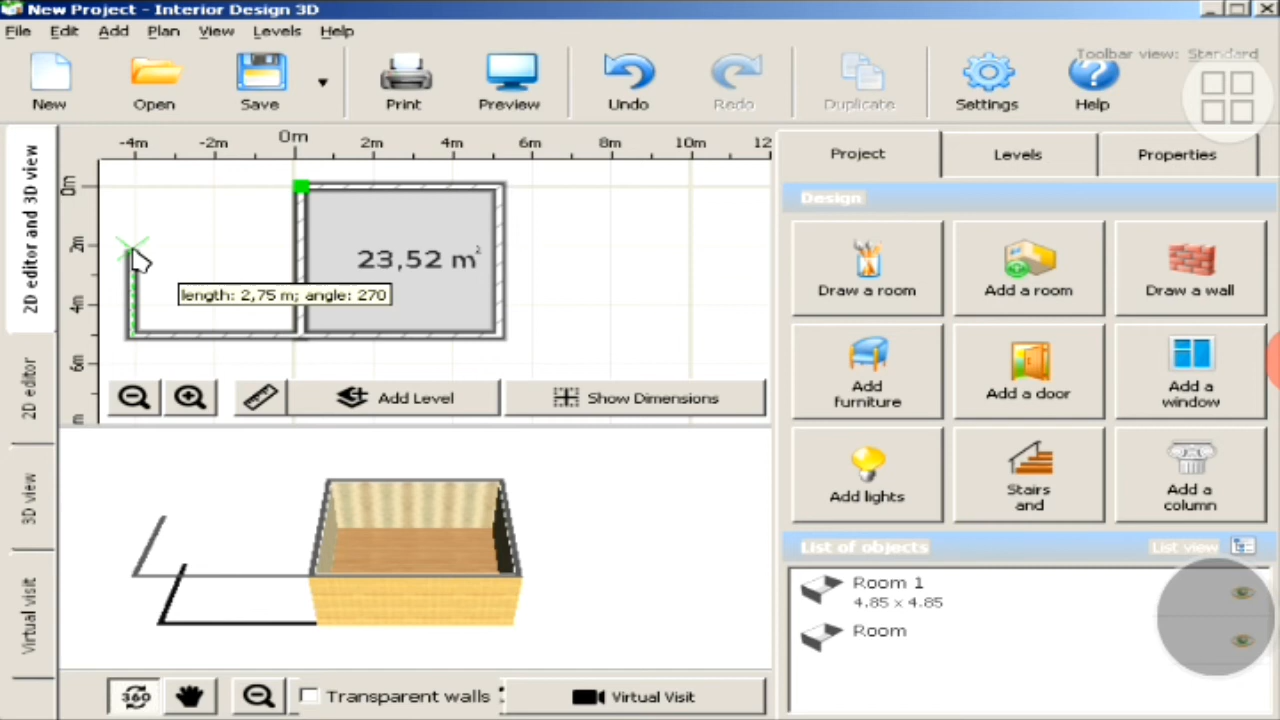 New Project - Interior Design 3D
File Edit Add Plan View Levels Help
Toolbar view: Standard
New Open Save Print Preview Undo Redo Duplicate Settings Help
2D editor and 3D view
2D editor
3D view
Virtual visit
-4m -2m 0m 2m 4m 6m 8m 10m 12
0m
2m
4m
6m
m
23,52 m²
length: 2,75 m; angle: 270
Add Level Show Dimensions
Transparent walls Virtual Visit
Project Levels Properties
Design
Draw a room Add a room Draw a wall
Add furniture Add a door Add a window
Add lights Stairs and Add a column
List of objects List view
Room 1
4.85 x 4.85
Room
360